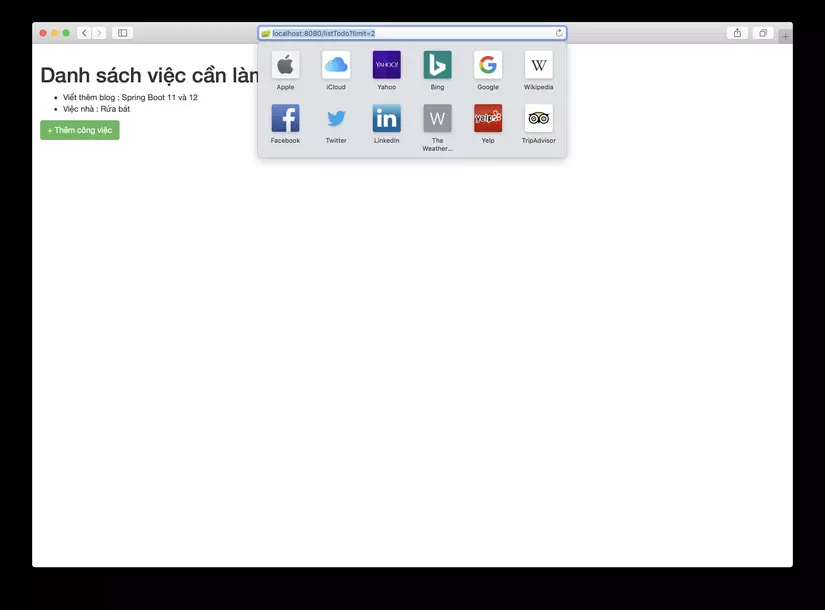 localhost:8080/listTodo?limit=2
Apple
iCloud
Yahoo
Bing
Google
Wikipedia
Facebook
Twitter
LinkedIn
The Weather...
Yelp
TripAdvisor
YAHOO!
W
in
W
yelp
Danh sách việc cần làm
Viết thêm blog : Spring Boot 11 và 12
Việc nhà : Rửa bát
+ Thêm công việc